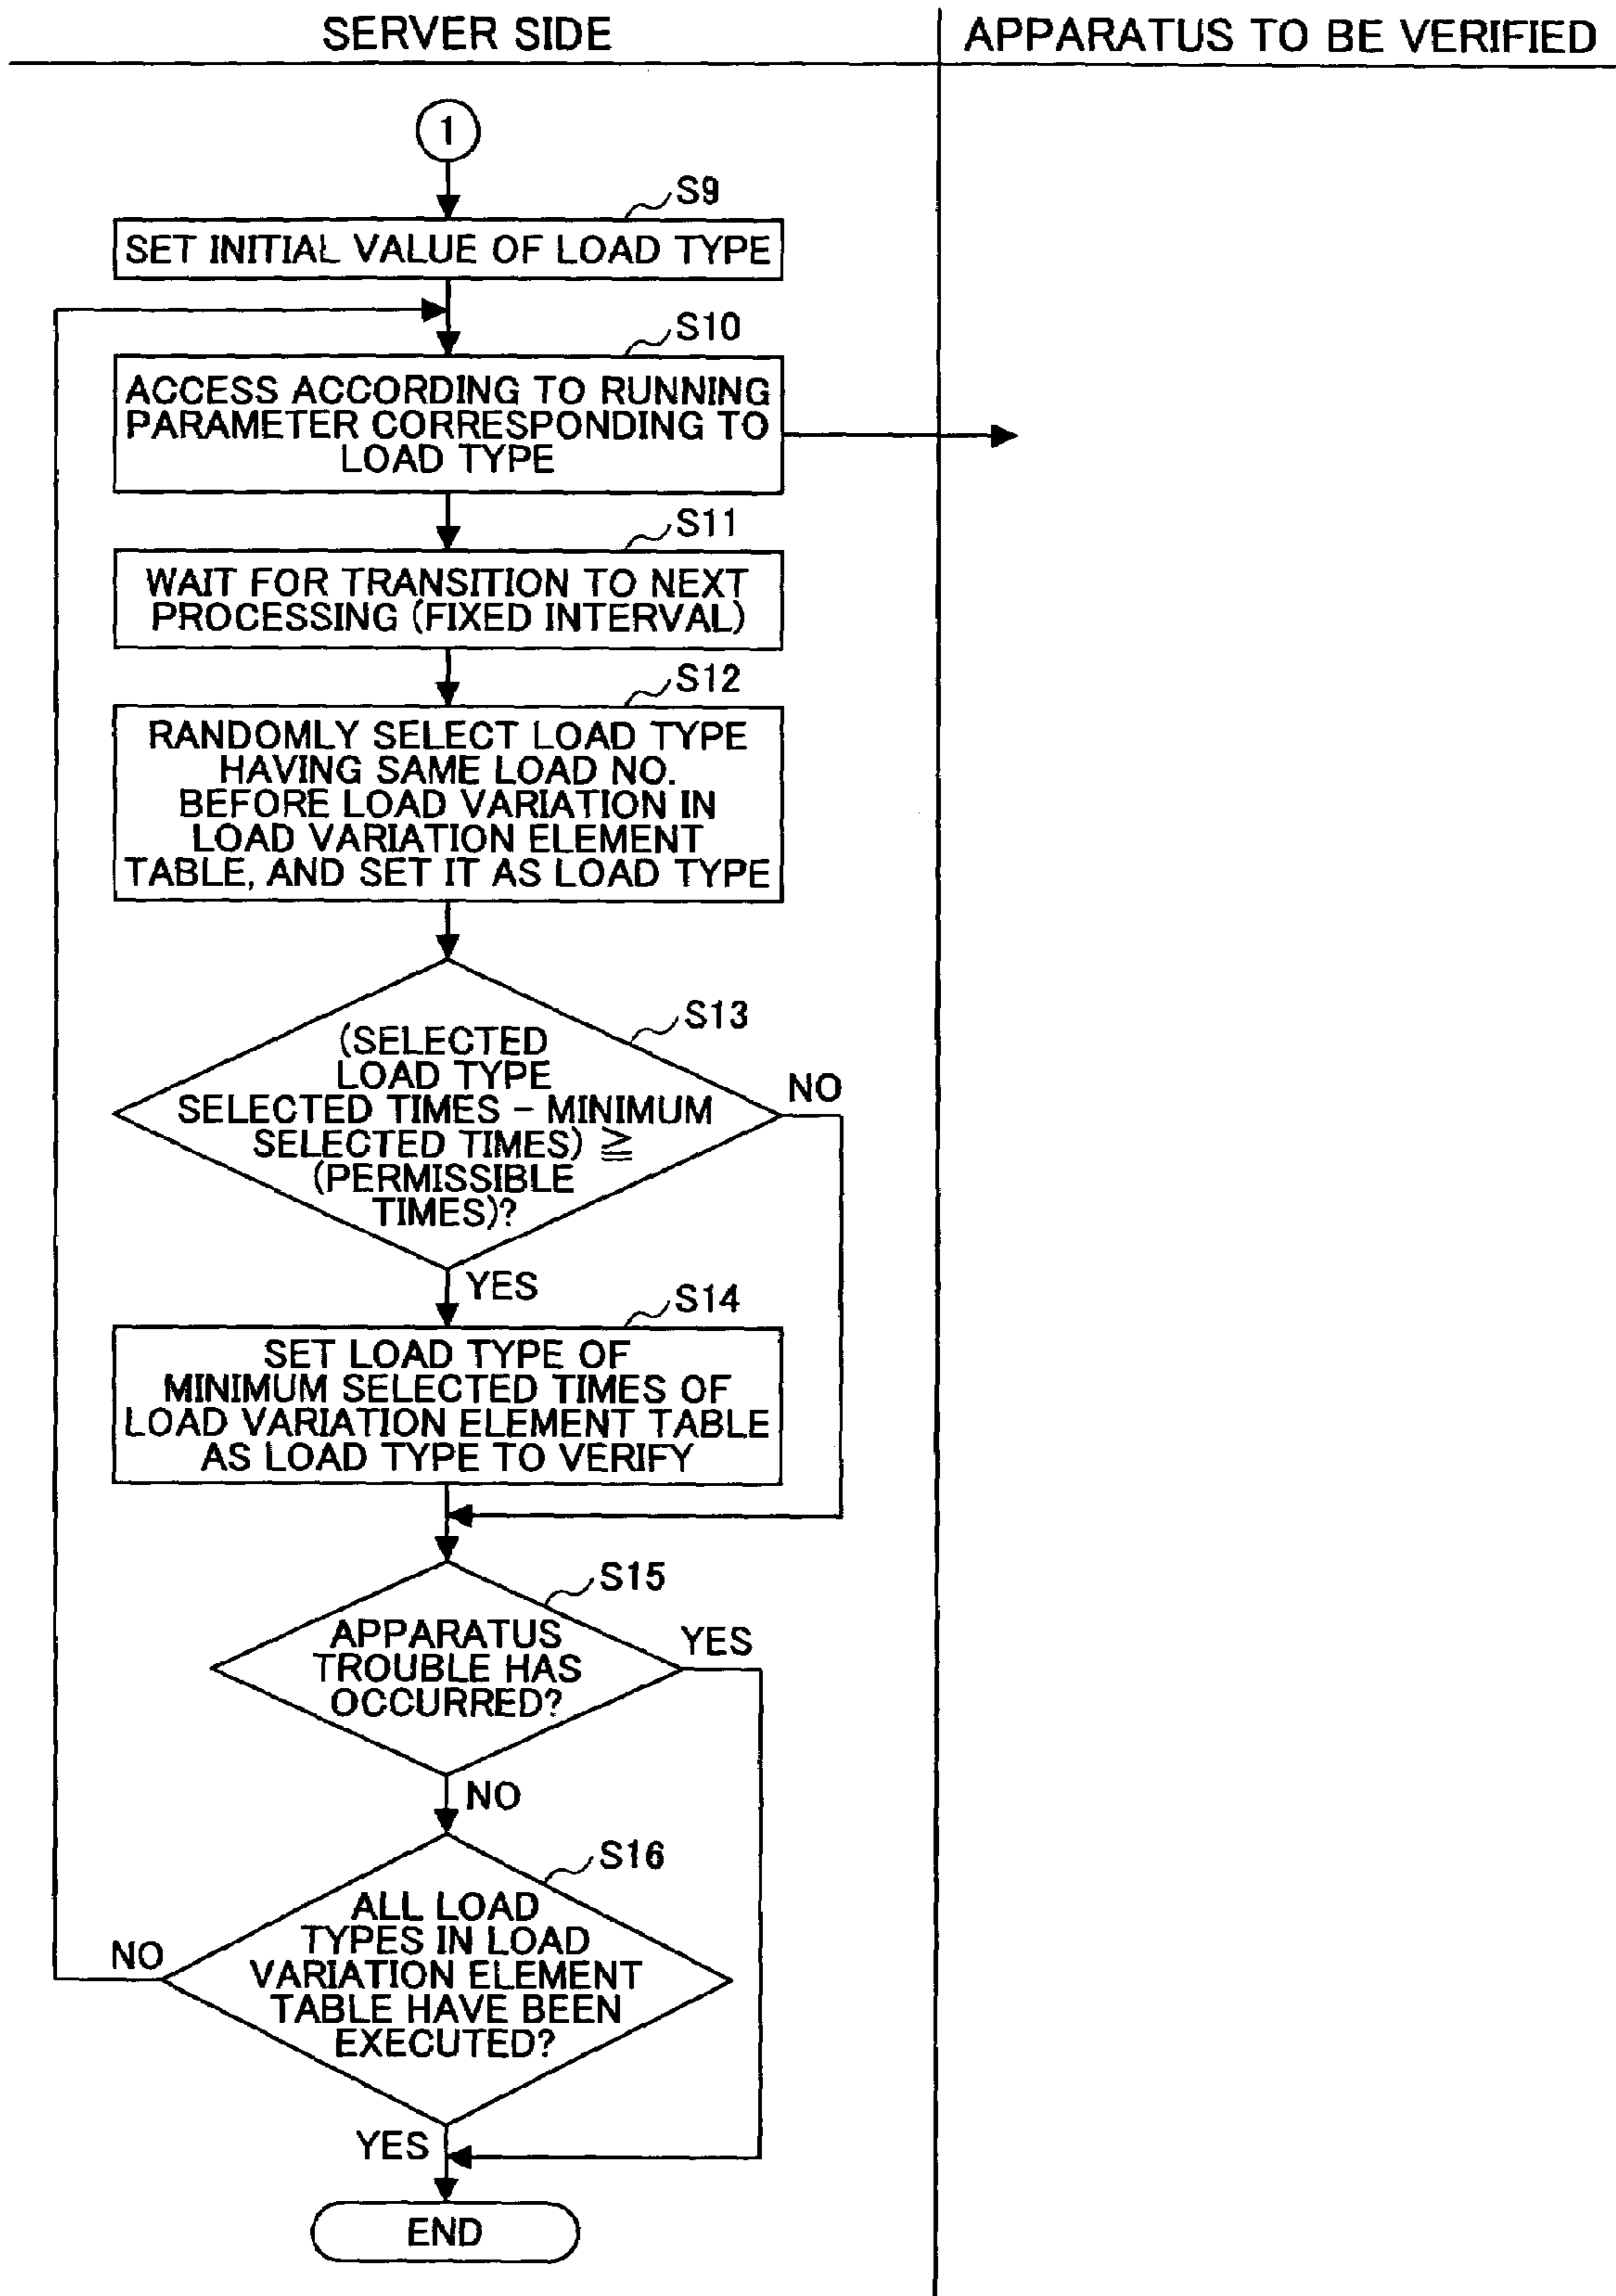 SERVER SIDE
APPARATUS TO BE VERIFIED
1
S9
SET INITIAL VALUE OF LOAD TYPE
S10
ACCESS ACCORDING TO RUNNING
PARAMETER CORRESPONDING TO
LOAD TYPE
S11
WAIT FOR TRANSITION TO NEXT
PROCESSING (FIXED INTERVAL)
S12
RANDOMLY SELECT LOAD TYPE
HAVING SAME LOAD NO.
BEFORE LOAD VARIATION IN
LOAD VARIATION ELEMENT
TABLE, AND SET IT AS LOAD TYPE
S13
(SELECTED
LOAD TYPE
SELECTED TIMES − MINIMUM
SELECTED TIMES) ≧
(PERMISSIBLE
TIMES)?
NO
YES
S14
SET LOAD TYPE OF
MINIMUM SELECTED TIMES OF
LOAD VARIATION ELEMENT TABLE
AS LOAD TYPE TO VERIFY
S15
APPARATUS
TROUBLE HAS
OCCURRED?
YES
NO
S16
ALL LOAD
TYPES IN LOAD
VARIATION ELEMENT
TABLE HAVE BEEN
EXECUTED?
NO
YES
END